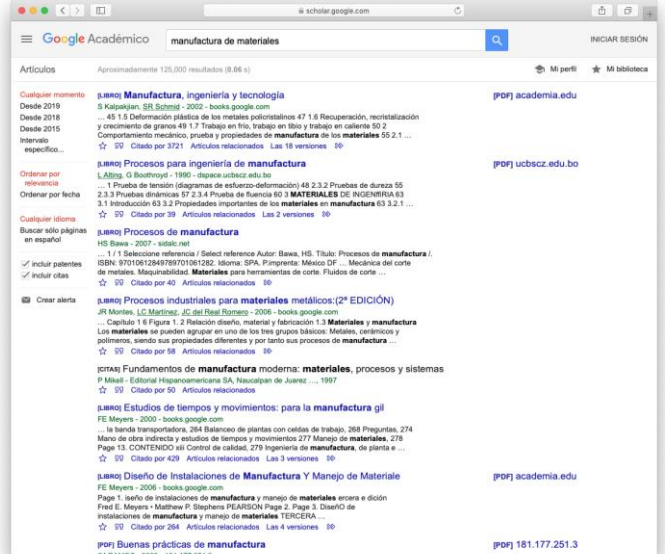 scholar.google.com
Google Académico
manufactura de materiales
INICIAR SESIÓN
Artículos
Aproximadamente 125,000 resultados (0.06 s)
Mi perfil
Mi biblioteca
Cualquier momento
Desde 2019
Desde 2018
Desde 2015
Intervalo
específico...
Ordenar por
relevancia
Ordenar por fecha
Cualquier idioma
Buscar sólo páginas
en español
incluir patentes
incluir citas
Crear alerta
[LIBRO] Manufactura, ingeniería y tecnología
[PDF] academia.edu
S Kalpakjian, SR Schmid - 2002 - books.google.com
... 45 1.5 Deformación plástica de los metales policristalinos 47 1.6 Recuperación, recristalización
y crecimiento de granos 49 1.7 Trabajo en frío, trabajo en tibio y trabajo en caliente 50 2
Comportamiento mecánico, prueba y propiedades de manufactura de los materiales 55 2.1 ...
Citado por 3721 Artículos relacionados Las 18 versiones
[LIBRO] Procesos para ingeniería de manufactura
[PDF] ucbscz.edu.bo
L Alting, G Boothroyd - 1990 - dspace.ucbscz.edu.bo
... 1 Prueba de tensión (diagramas de esfuerzo-deformación) 48 2.3.2 Pruebas de dureza 55
2.3.3 Pruebas dinámicas 57 2.3.4 Prueba de fluencia 60 3 MATERIALES DE INGENfIRIA 63
3.1 Introducción 63 3.2 Propiedades importantes de los materiales en manufactura 63 3.2.1 ...
Citado por 39 Artículos relacionados Las 2 versiones
[LIBRO] Procesos de manufactura
HS Bawa - 2007 - sidalc.net
... 1 / 1 Seleccione referencia / Select reference Autor: Bawa, HS. Título: Procesos de manufactura /.
ISBN: 97010612849789701061282. Idioma: SPA. P.imprenta: México DF ... Mecánica del corte
de metales. Maquinabilidad. Materiales para herramientas de corte. Fluidos de corte ...
Citado por 40 Artículos relacionados
[LIBRO] Procesos industriales para materiales metálicos:(2ª EDICIÓN)
JR Montes, LC Martínez, JC del Real Romero - 2006 - books.google.com
... Capítulo 1 6 Figura 1. 2 Relación diseño, material y fabricación 1.3 Materiales y manufactura
Los materiales se pueden agrupar en uno de los tres grupos básicos: Metales, cerámicos y
polímeros, siendo sus propiedades diferentes y por tanto sus procesos de manufactura ...
Citado por 58 Artículos relacionados
[CITAS] Fundamentos de manufactura moderna: materiales, procesos y sistemas
P Mikell - Editorial Hispanoamericana SA, Naucalpan de Juarez ..., 1997
Citado por 50 Artículos relacionados
[LIBRO] Estudios de tiempos y movimientos: para la manufactura gil
FE Meyers - 2000 - books.google.com
... la banda transportadora, 264 Balanceo de plantas con celdas de trabajo, 268 Preguntas, 274
Mano de obra indirecta y estudios de tiempos y movimientos 277 Manejo de materiales, 278
Page 13. CONTENIDO xiii Control de calidad, 279 Ingeniería de manufactura, de planta e ...
Citado por 429 Artículos relacionados Las 3 versiones
[LIBRO] Diseño de Instalaciones de Manufactura Y Manejo de Materiale
[PDF] academia.edu
FE Meyers - 2006 - books.google.com
Page 1. iseño de instalaciones de manufactura y manejo de materiales ercera e dición
Fred E. Meyers • Matthew P. Stephens PEARSON Page 2. Page 3. DiseñO de
instalaciones de manufactura y manejo de materiales TERCERA ...
Citado por 264 Artículos relacionados Las 4 versiones
[PDF] Buenas prácticas de manufactura
[PDF] 181.177.251.3